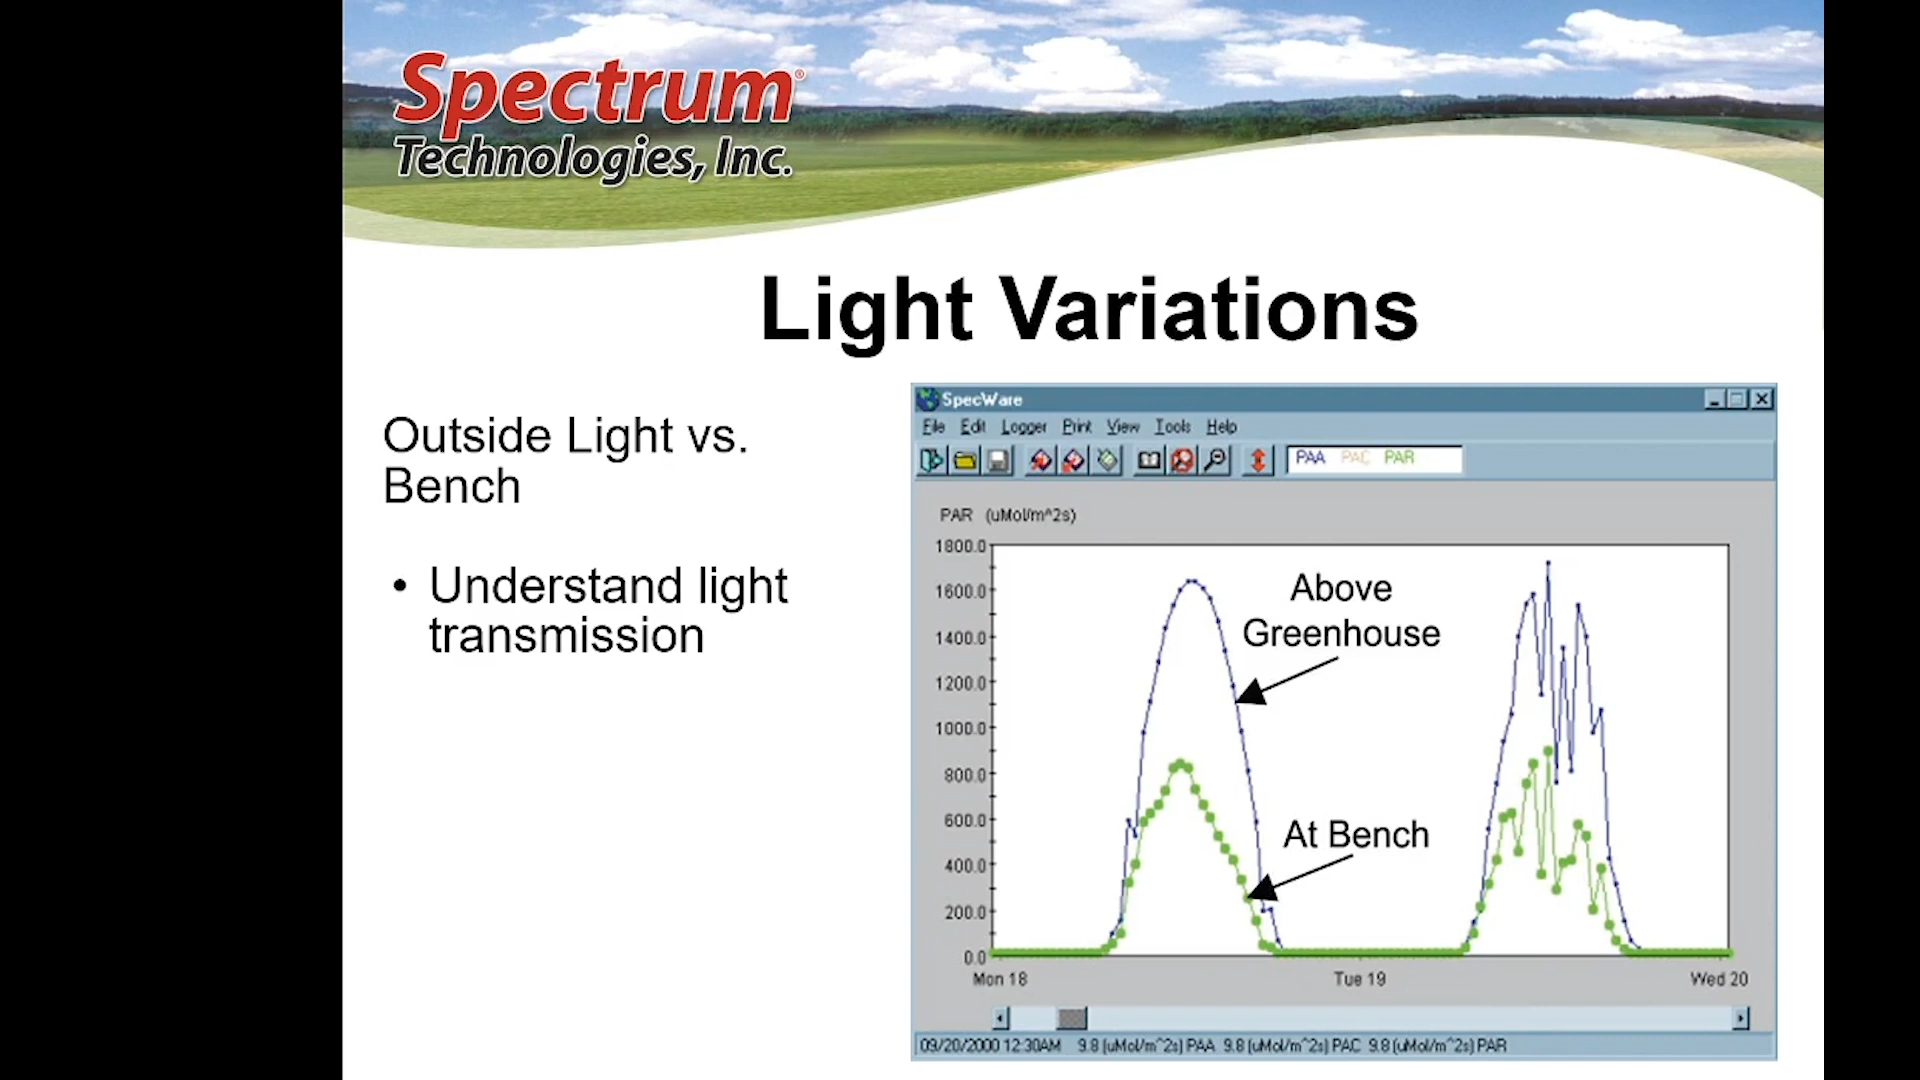 Spectrum®
Technologies, Inc.
Light Variations
Outside Light vs.
Bench
• Understand light
transmission
SpecWare
File Edit Logger Print View Tools Help
PAA PAC PAR
PAR (uMol/m^2s)
1800.0
1600.0
1400.0
1200.0
1000.0
800.0
600.0
400.0
200.0
0.0
Above
Greenhouse
At Bench
Mon 18 Tue 19 Wed 20
09/20/2000 12:30AM 9.8 (uMol/m^2s) PAA 9.8 (uMol/m^2s) PAC 9.8 (uMol/m^2s) PAR